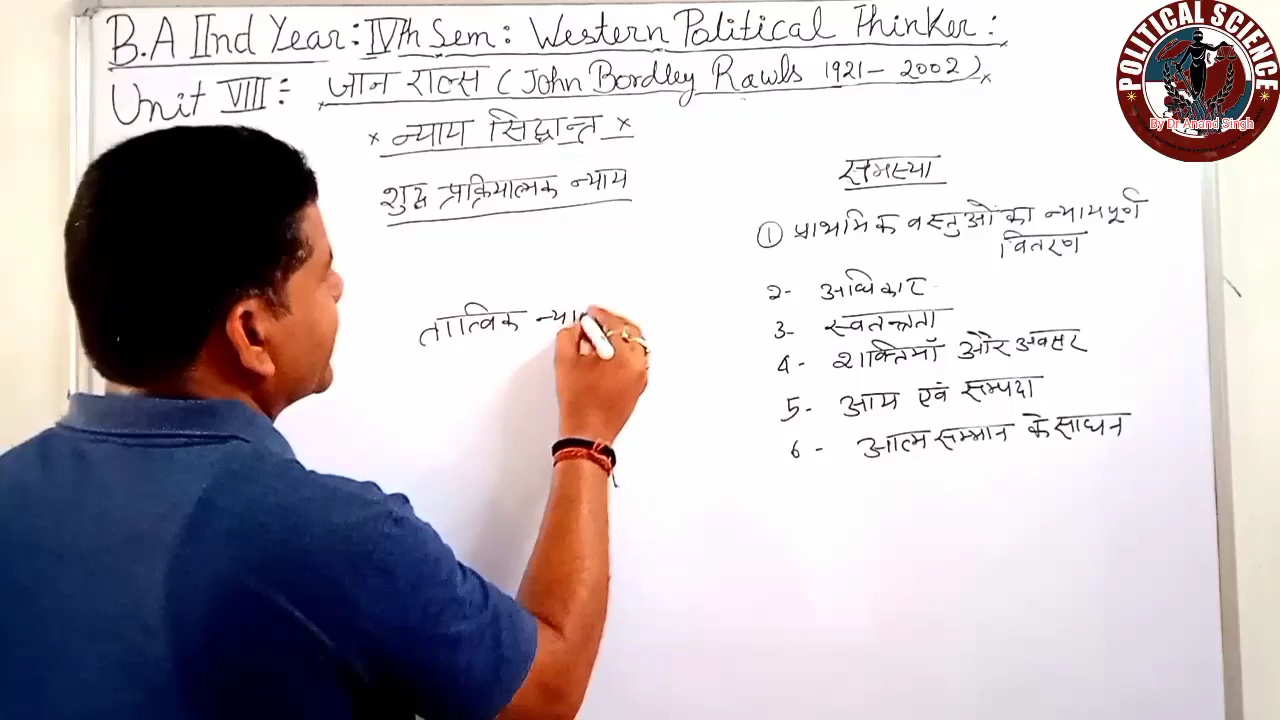 B.A IInd Year: IVth Sem: Western Political Thinker:
Unit VIII: जान राल्स (John Bordley Rawls 1921-2002)
× न्याय सिद्धान्त ×
शुद्ध प्रक्रियात्मक न्याय
तात्विक न्या
समस्या
① प्राथमिक वस्तुओं का न्यायपूर्ण
वितरण
2- अधिकार
3- स्वतन्त्रता
4- शक्तियाँ और अवसर
5- आय एवं सम्पदा
6- आत्म सम्मान के साधन
POLITICAL SCIENCE
By Dr Anand Singh